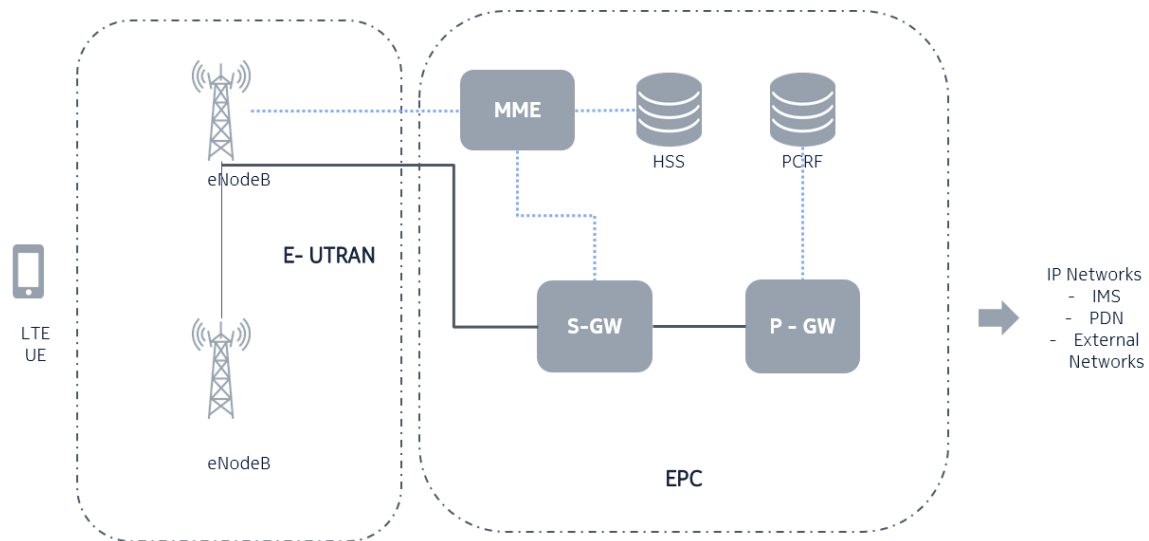 MME
HSS
PCRF
eNodeB
E- UTRAN
LTE
UE
S-GW
P - GW
IP Networks
- IMS
- PDN
- External
Networks
eNodeB
EPC